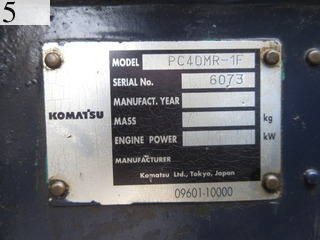 5
MODEL PC40MR-1F
SERIAL No. 6073
MANUFACT. YEAR
KOMATSU
MASS kg
ENGINE POWER kW
MANUFACTURER
Komatsu Ltd., Tokyo, Japan
09601-10000